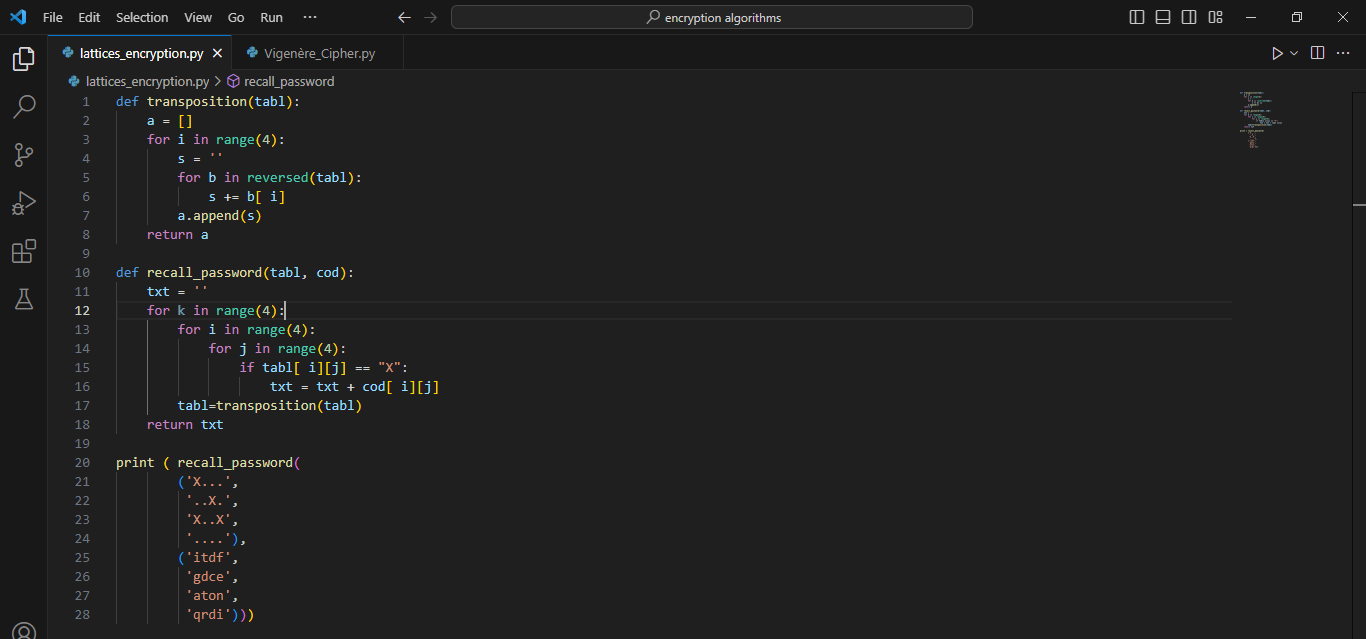 File Edit Selection View Go Run ··· encryption algorithms
lattices_encryption.py Vigenère_Cipher.py
lattices_encryption.py > recall_password
1 def transposition(tabl):
2     a = []
3     for i in range(4):
4         s = ''
5         for b in reversed(tabl):
6             s += b[ i]
7         a.append(s)
8     return a
9
10 def recall_password(tabl, cod):
11     txt = ''
12     for k in range(4):
13         for i in range(4):
14             for j in range(4):
15                 if tabl[ i][j] == "X":
16                     txt = txt + cod[ i][j]
17         tabl=transposition(tabl)
18     return txt
19
20 print ( recall_password(
21         ('X...',
22          '..X.',
23          'X..X',
24          '....'),
25         ('itdf',
26          'gdce',
27          'aton',
28          'qrdi')))